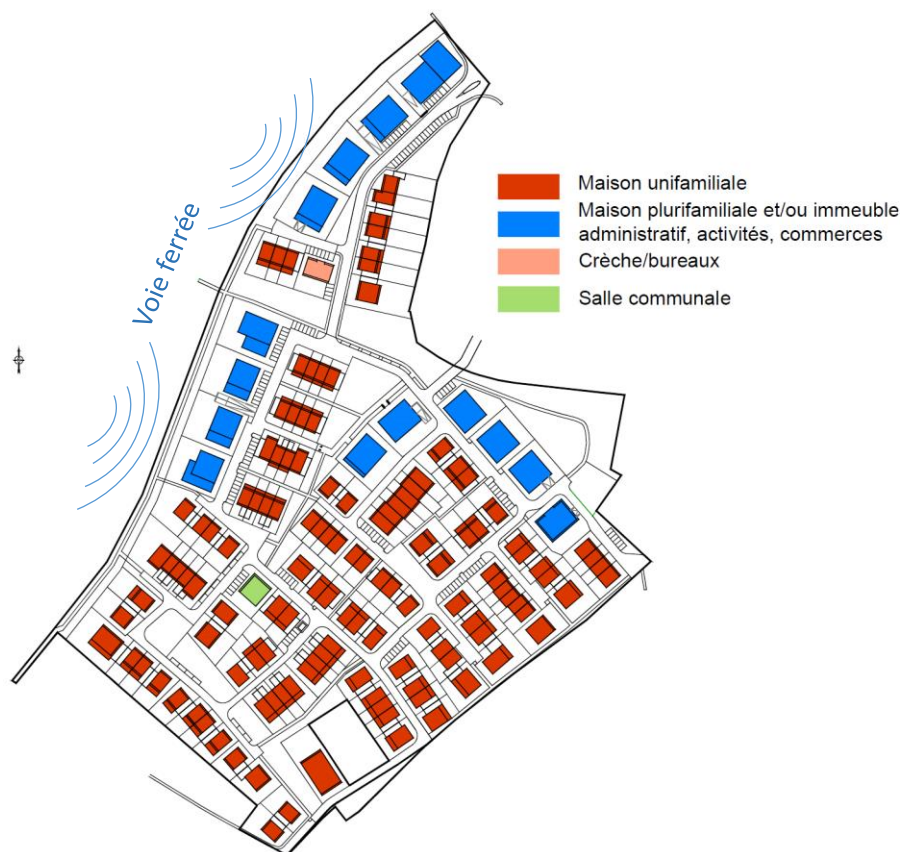 Voie ferrée
Maison unifamiliale
Maison plurifamiliale et/ou immeuble
administratif, activités, commerces
Crèche/bureaux
Salle communale